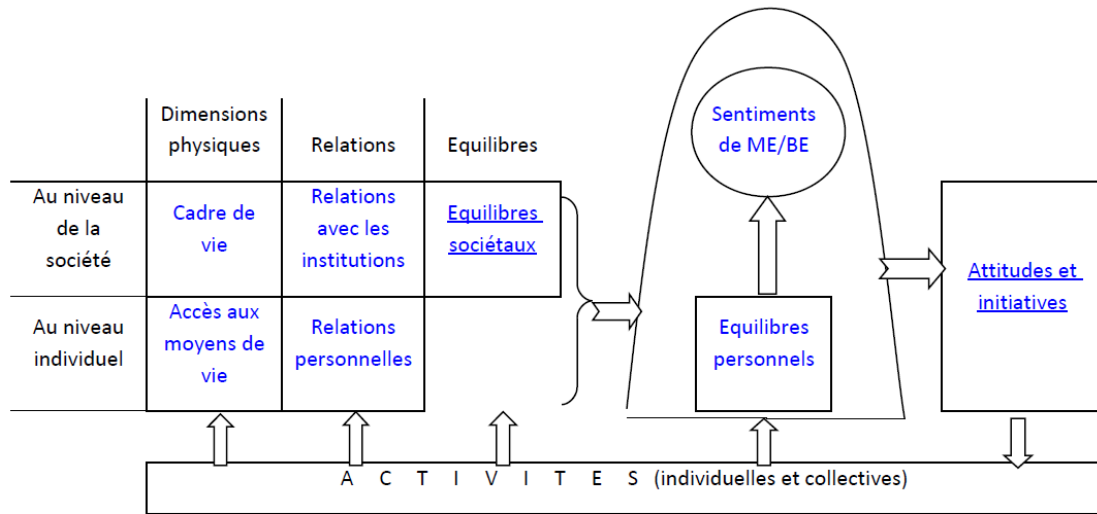 Dimensions
physiques
Relations
Equilibres
Au niveau
de la
société
Cadre de
vie
Relations
avec les
institutions
Equilibres
sociétaux
Au niveau
individuel
Accès aux
moyens de
vie
Relations
personnelles
Sentiments
de ME/BE
Equilibres
personnels
Attitudes et
initiatives
A C T I V I T E S (individuelles et collectives)